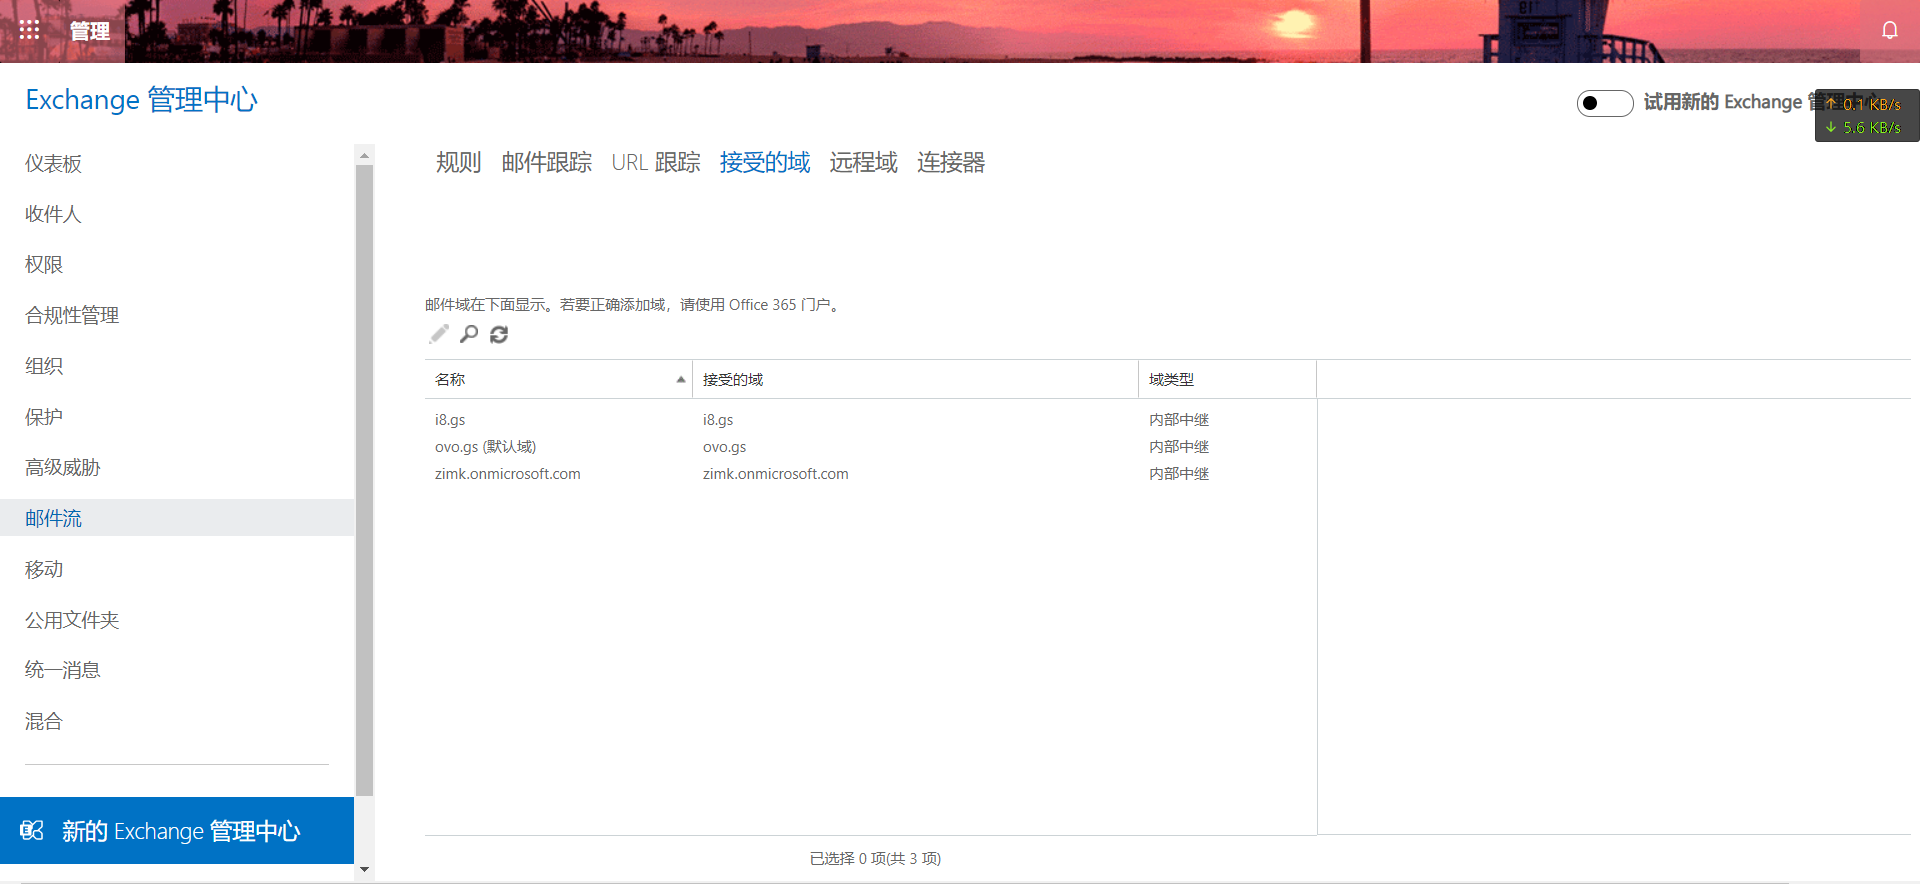 管理
Exchange 管理中心
试用新的 Exchange
0.1 KB/s
5.6 KB/s
仪表板
收件人
权限
合规性管理
组织
保护
高级威胁
邮件流
移动
公用文件夹
统一消息
混合
新的 Exchange 管理中心
规则 邮件跟踪 URL 跟踪 接受的域 远程域 连接器
邮件域在下面显示。若要正确添加域，请使用 Office 365 门户。
名称 接受的域 域类型
i8.gs i8.gs 内部中继
ovo.gs (默认域) ovo.gs 内部中继
zimk.onmicrosoft.com zimk.onmicrosoft.com 内部中继
已选择 0 项(共 3 项)